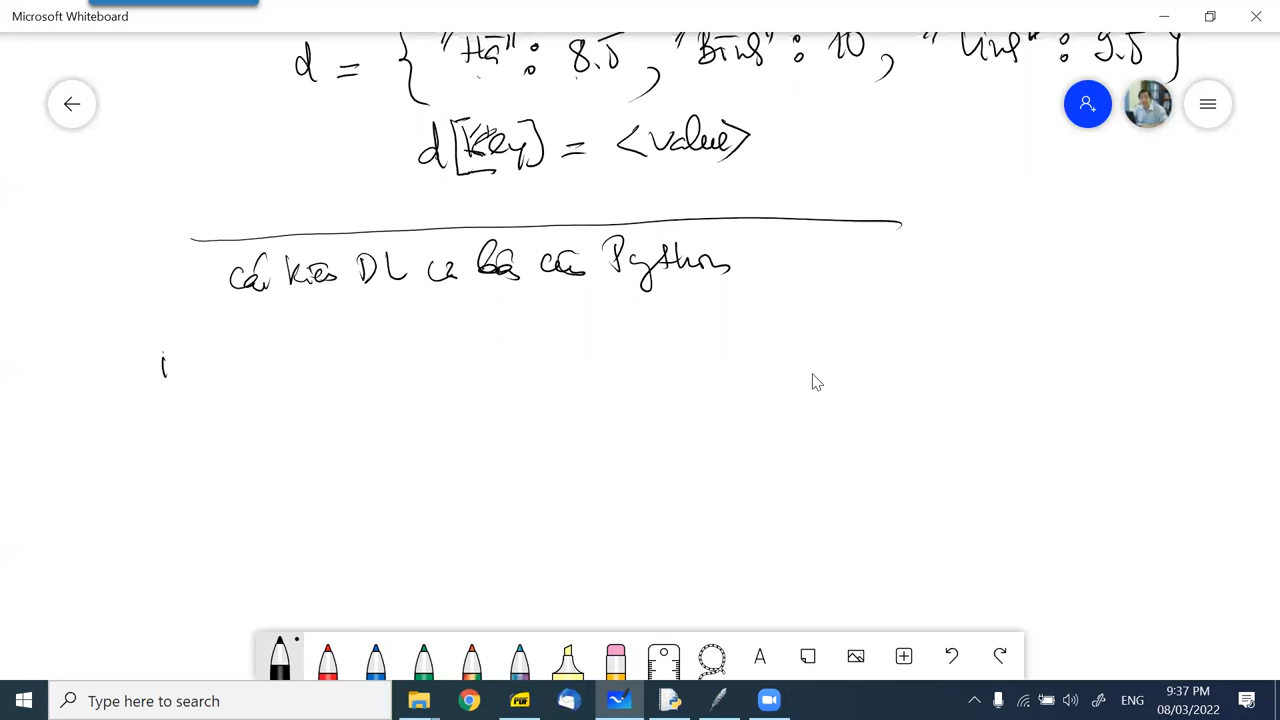 Microsoft Whiteboard
d = { "Hà" : 8.5 , "Bình" : 10 , "Linh" : 9.5 }
d[key] = <value>
các kiểu DL cơ bản của Python
i
A
Type here to search
PDF
ENG
9:37 PM
08/03/2022